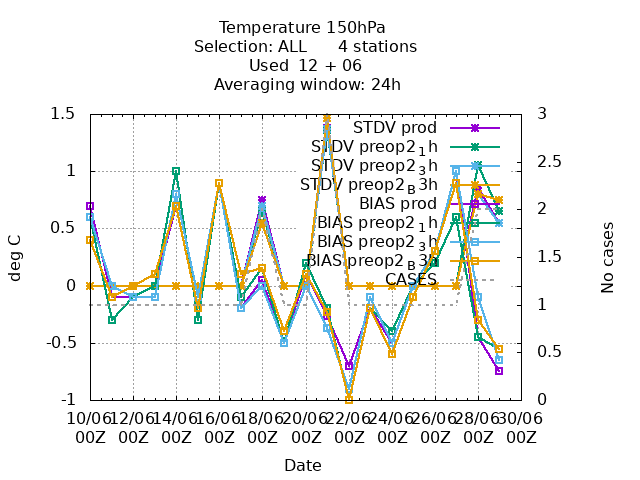 Temperature 150hPa
Selection: ALL      4 stations
Used  12 + 06
Averaging window: 24h
STDV prod
STDV preop2₁h
STDV preop2₃h
STDV preop2_B3h
BIAS prod
BIAS preop2₁h
BIAS preop2₃h
BIAS preop2_B3h
CASES
deg C
1.5
1
0.5
0
-0.5
-1
No cases
3
2.5
2
1.5
1
0.5
0
10/06 12/06 14/06 16/06 18/06 20/06 22/06 24/06 26/06 28/06 30/06
00Z 00Z 00Z 00Z 00Z 00Z 00Z 00Z 00Z 00Z 00Z
Date